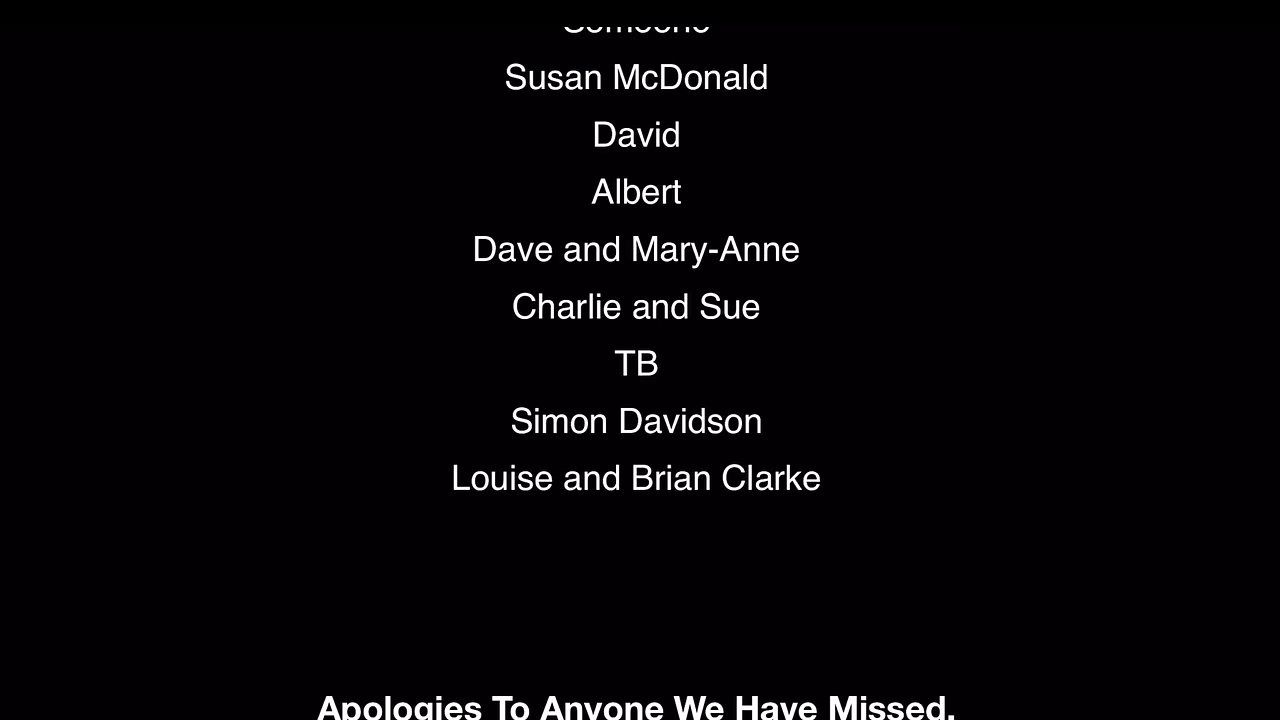 Someone
Susan McDonald
David
Albert
Dave and Mary-Anne
Charlie and Sue
TB
Simon Davidson
Louise and Brian Clarke
Apologies To Anyone We Have Missed.